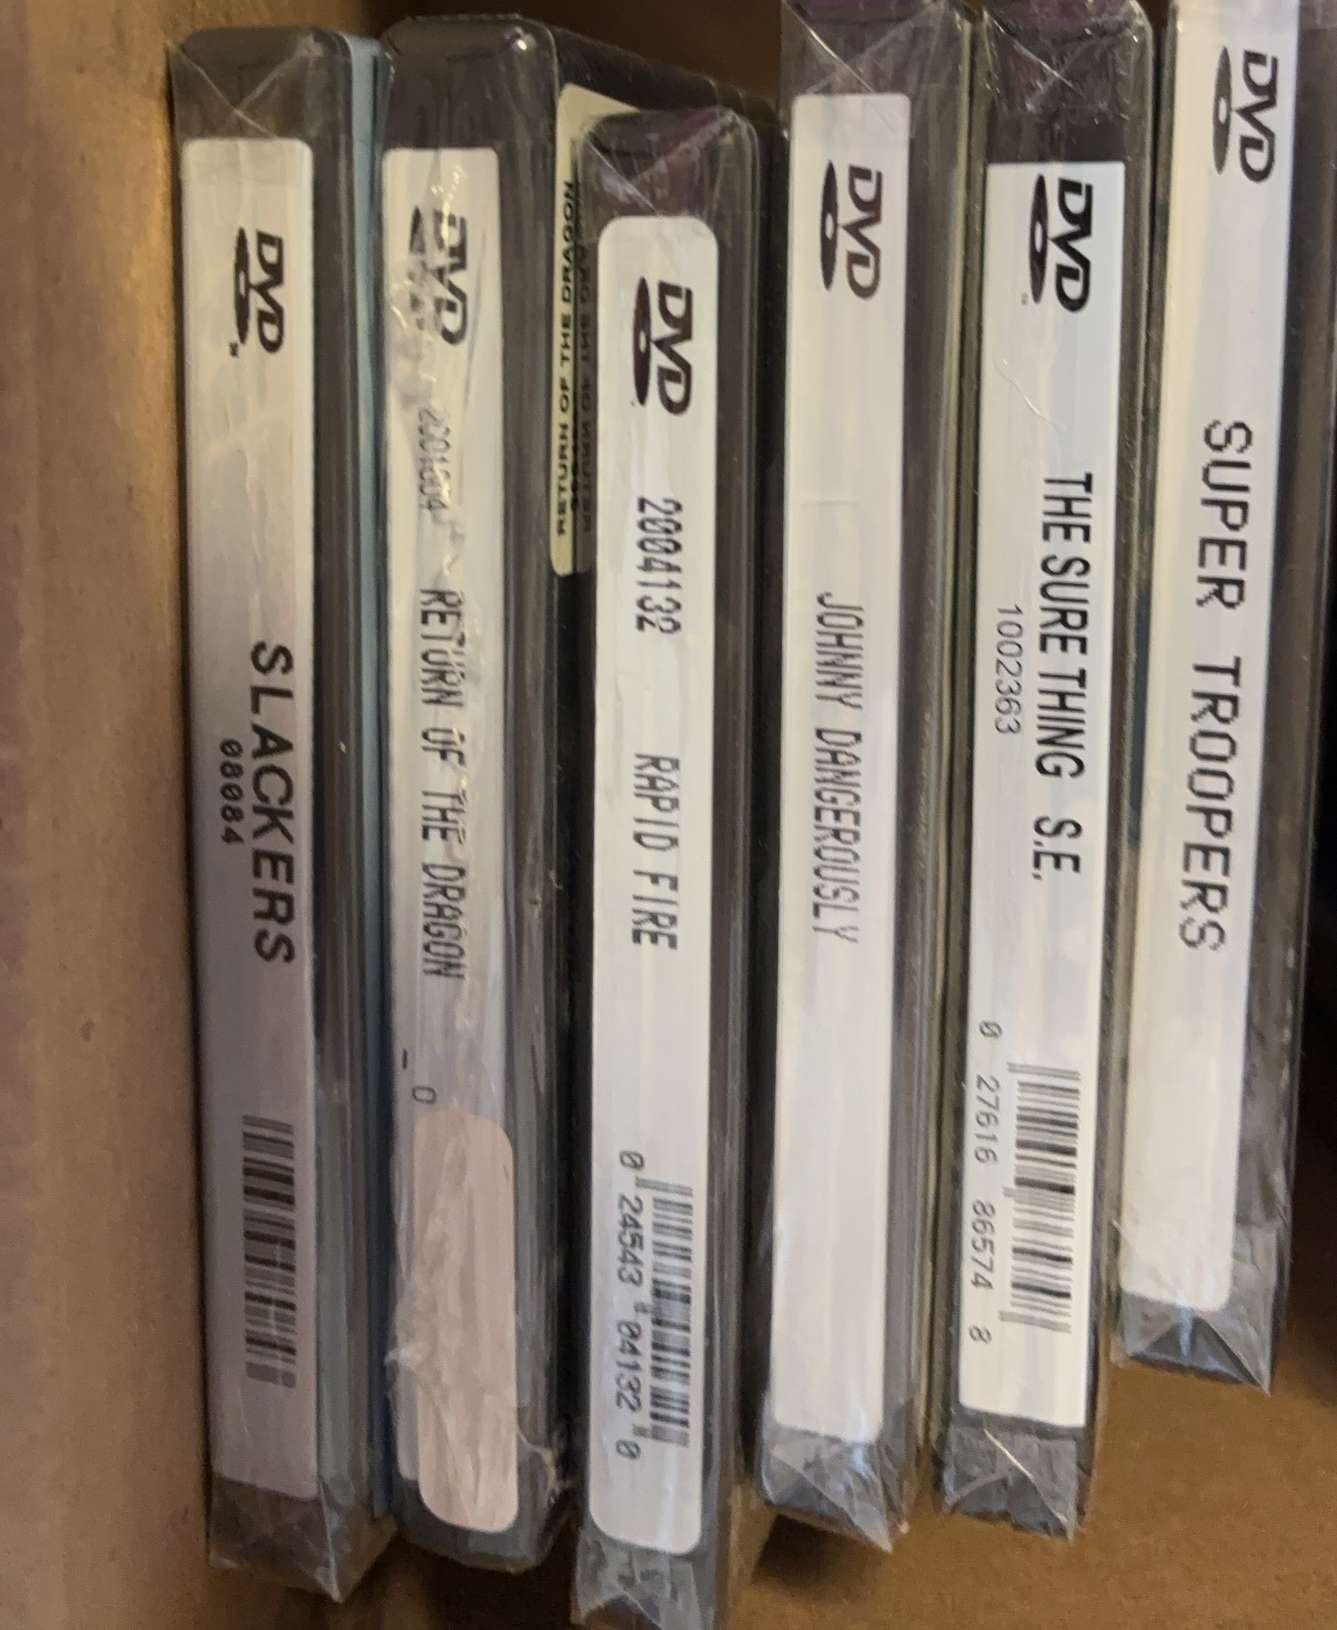 DVD
SLACKERS
08084
DVD
RETURN OF THE DRAGON
0
RETURN OF THE DRAGON
DVD
2004132 RAPID FIRE
0 24543 04132 0
DVD
JOHNNY DANGEROUSLY
DVD
THE SURE THING S.E.
1002363
0 27616 86574 8
DVD
SUPER TROOPERS